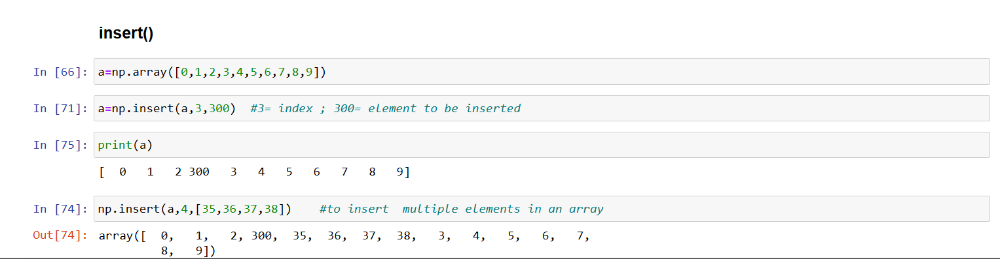 insert()
In [66]: a=np.array([0,1,2,3,4,5,6,7,8,9])
In [71]: a=np.insert(a,3,300)  #3= index ; 300= element to be inserted
In [75]: print(a)
[  0   1   2 300   3   4   5   6   7   8   9]
In [74]: np.insert(a,4,[35,36,37,38])    #to insert  multiple elements in an array
Out[74]: array([  0,   1,   2, 300,  35,  36,  37,  38,   3,   4,   5,   6,   7,
8,   9])